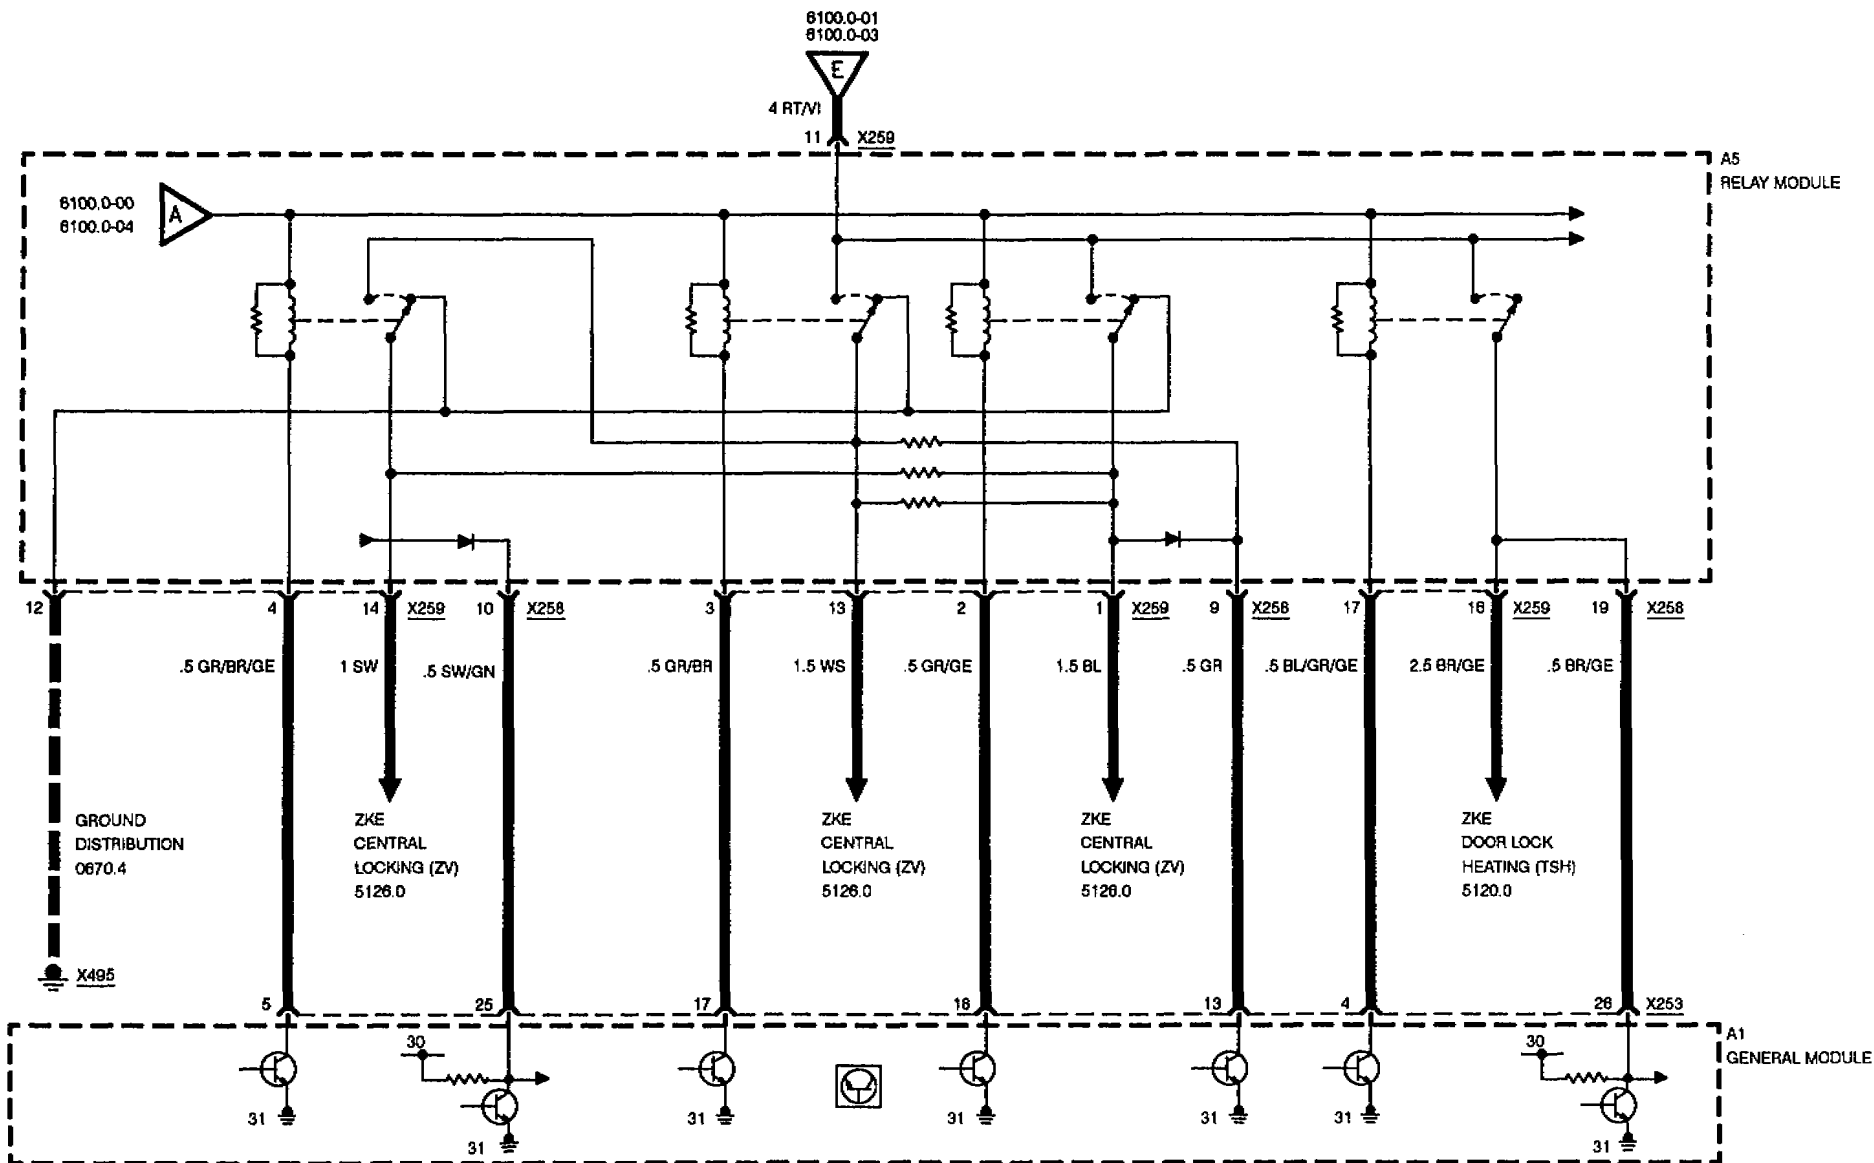 6100.0-01
6100.0-03
E
4 RT/VI
11 X259
A5
RELAY MODULE
6100.0-00
6100.0-04
A
12 4 14 X259 10 X258 3 13 2 1 X259 9 X258 17 16 X259 19 X258
.5 GR/BR/GE 1 SW .5 SW/GN .5 GR/BR 1.5 WS .5 GR/GE 1.5 BL .5 GR .5 BL/GR/GE 2.5 BR/GE .5 BR/GE
GROUND
DISTRIBUTION
0670.4
ZKE
CENTRAL
LOCKING (ZV)
5126.0
ZKE
CENTRAL
LOCKING (ZV)
5126.0
ZKE
CENTRAL
LOCKING (ZV)
5126.0
ZKE
DOOR LOCK
HEATING (TSH)
5120.0
X495
5 25 17 16 13 4 26 X253
A1
GENERAL MODULE
30 30
31 31 31 31 31 31 31